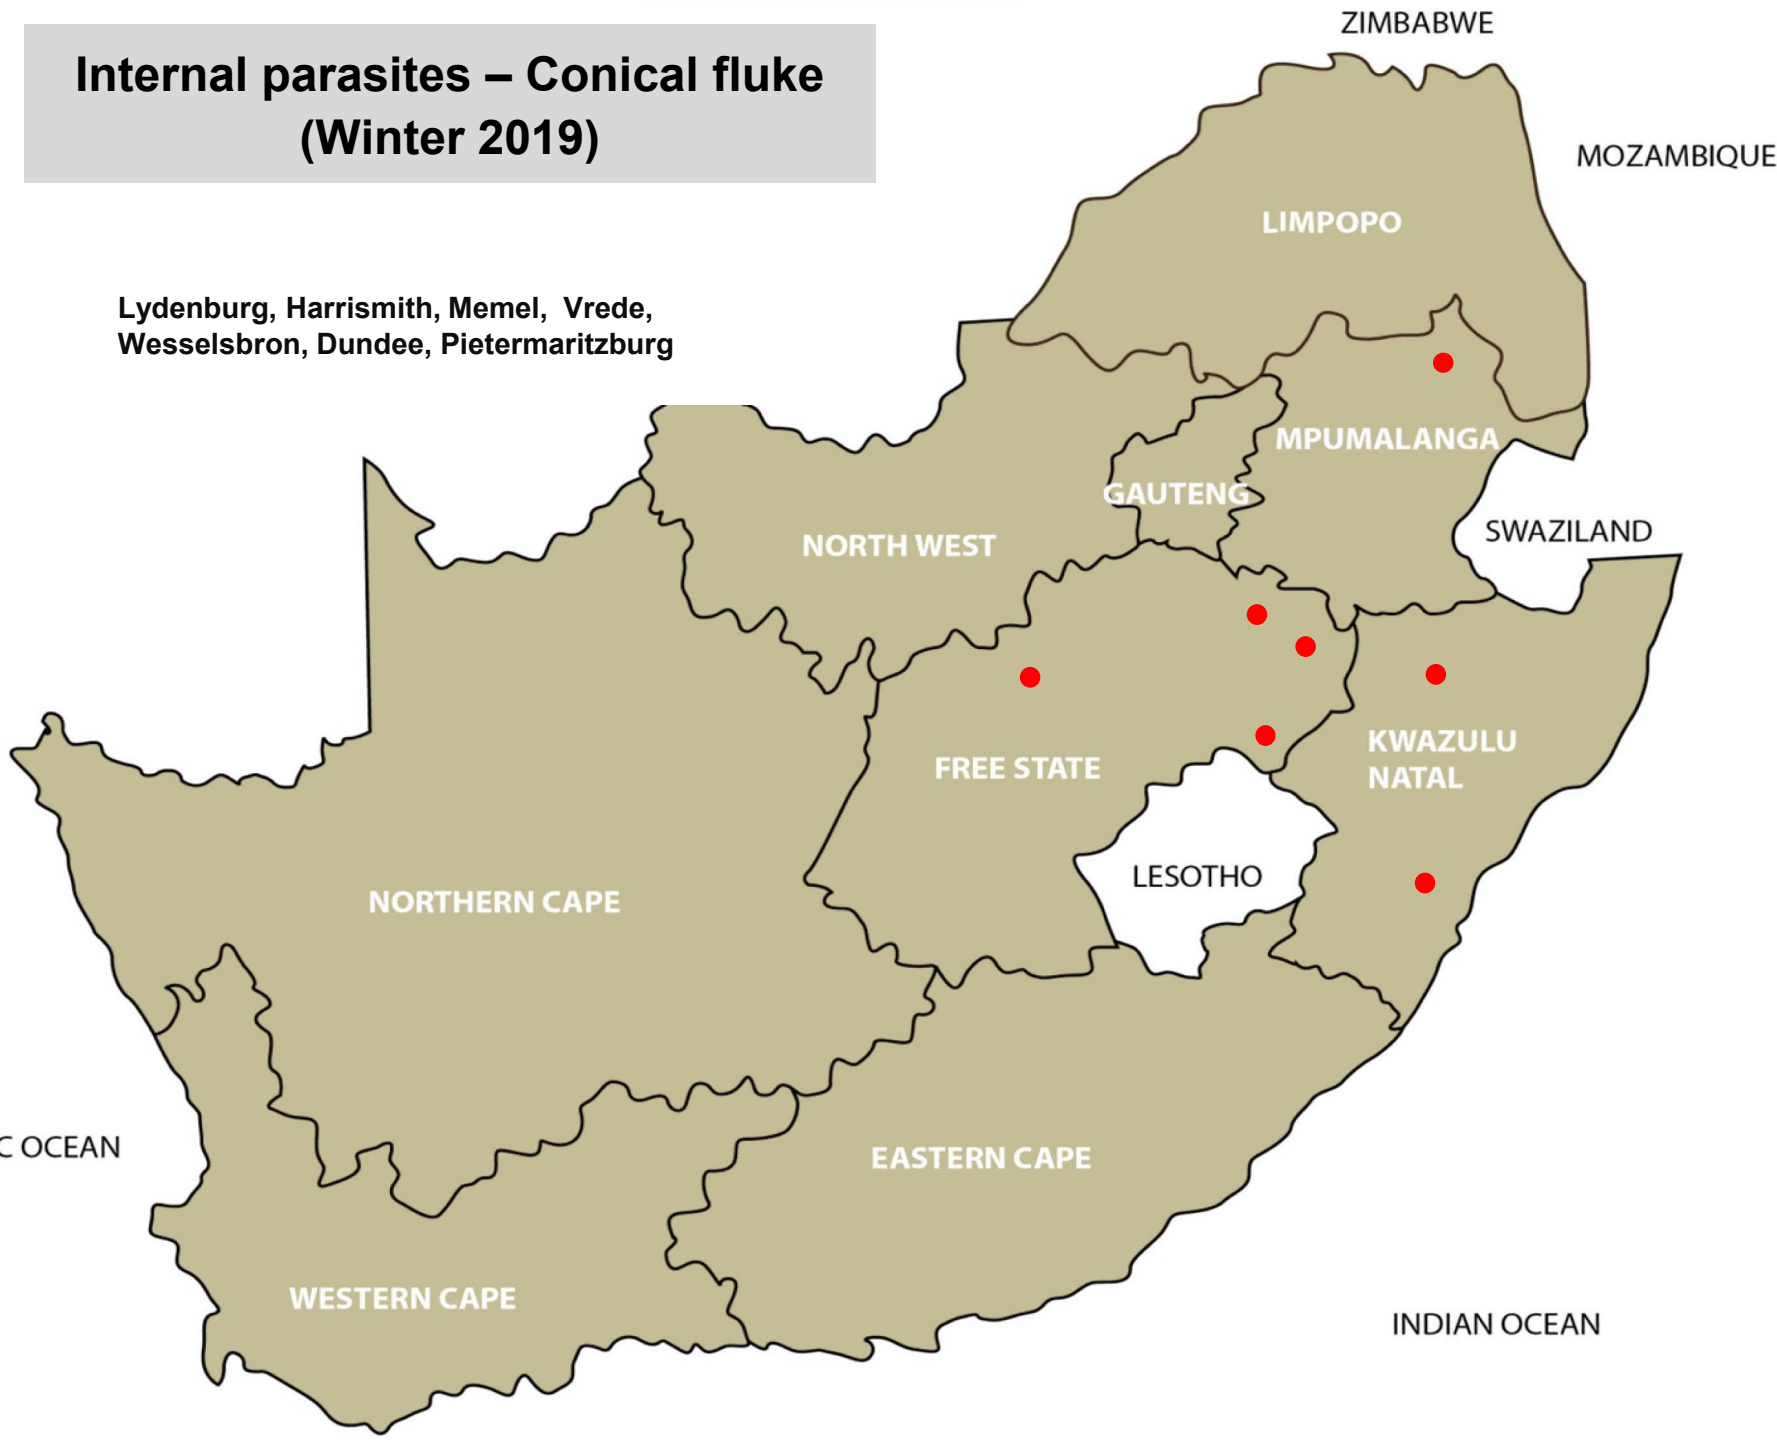 Internal parasites – Conical fluke
(Winter 2019)
Lydenburg, Harrismith, Memel, Vrede,
Wesselsbron, Dundee, Pietermaritzburg
ZIMBABWE
MOZAMBIQUE
LIMPOPO
MPUMALANGA
GAUTENG
SWAZILAND
NORTH WEST
KWAZULU
NATAL
FREE STATE
LESOTHO
NORTHERN CAPE
C OCEAN
EASTERN CAPE
WESTERN CAPE
INDIAN OCEAN